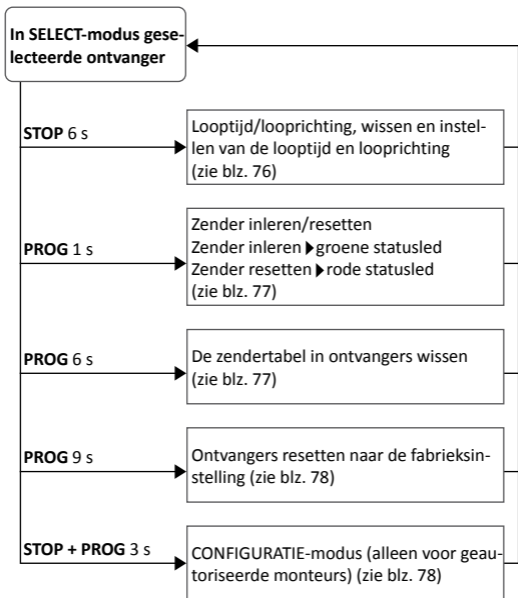 In SELECT-modus gese-
lecteerde ontvanger
STOP 6 s
Looptijd/looprichting, wissen en instel-
len van de looptijd en looprichting
(zie blz. 76)
PROG 1 s
Zender inleren/resetten
Zender inleren ▶ groene statusled
Zender resetten ▶ rode statusled
(zie blz. 77)
PROG 6 s
De zendertabel in ontvangers wissen
(zie blz. 77)
PROG 9 s
Ontvangers resetten naar de fabrieksin-
stelling (zie blz. 78)
STOP + PROG 3 s
CONFIGURATIE-modus (alleen voor geau-
toriseerde monteurs) (zie blz. 78)